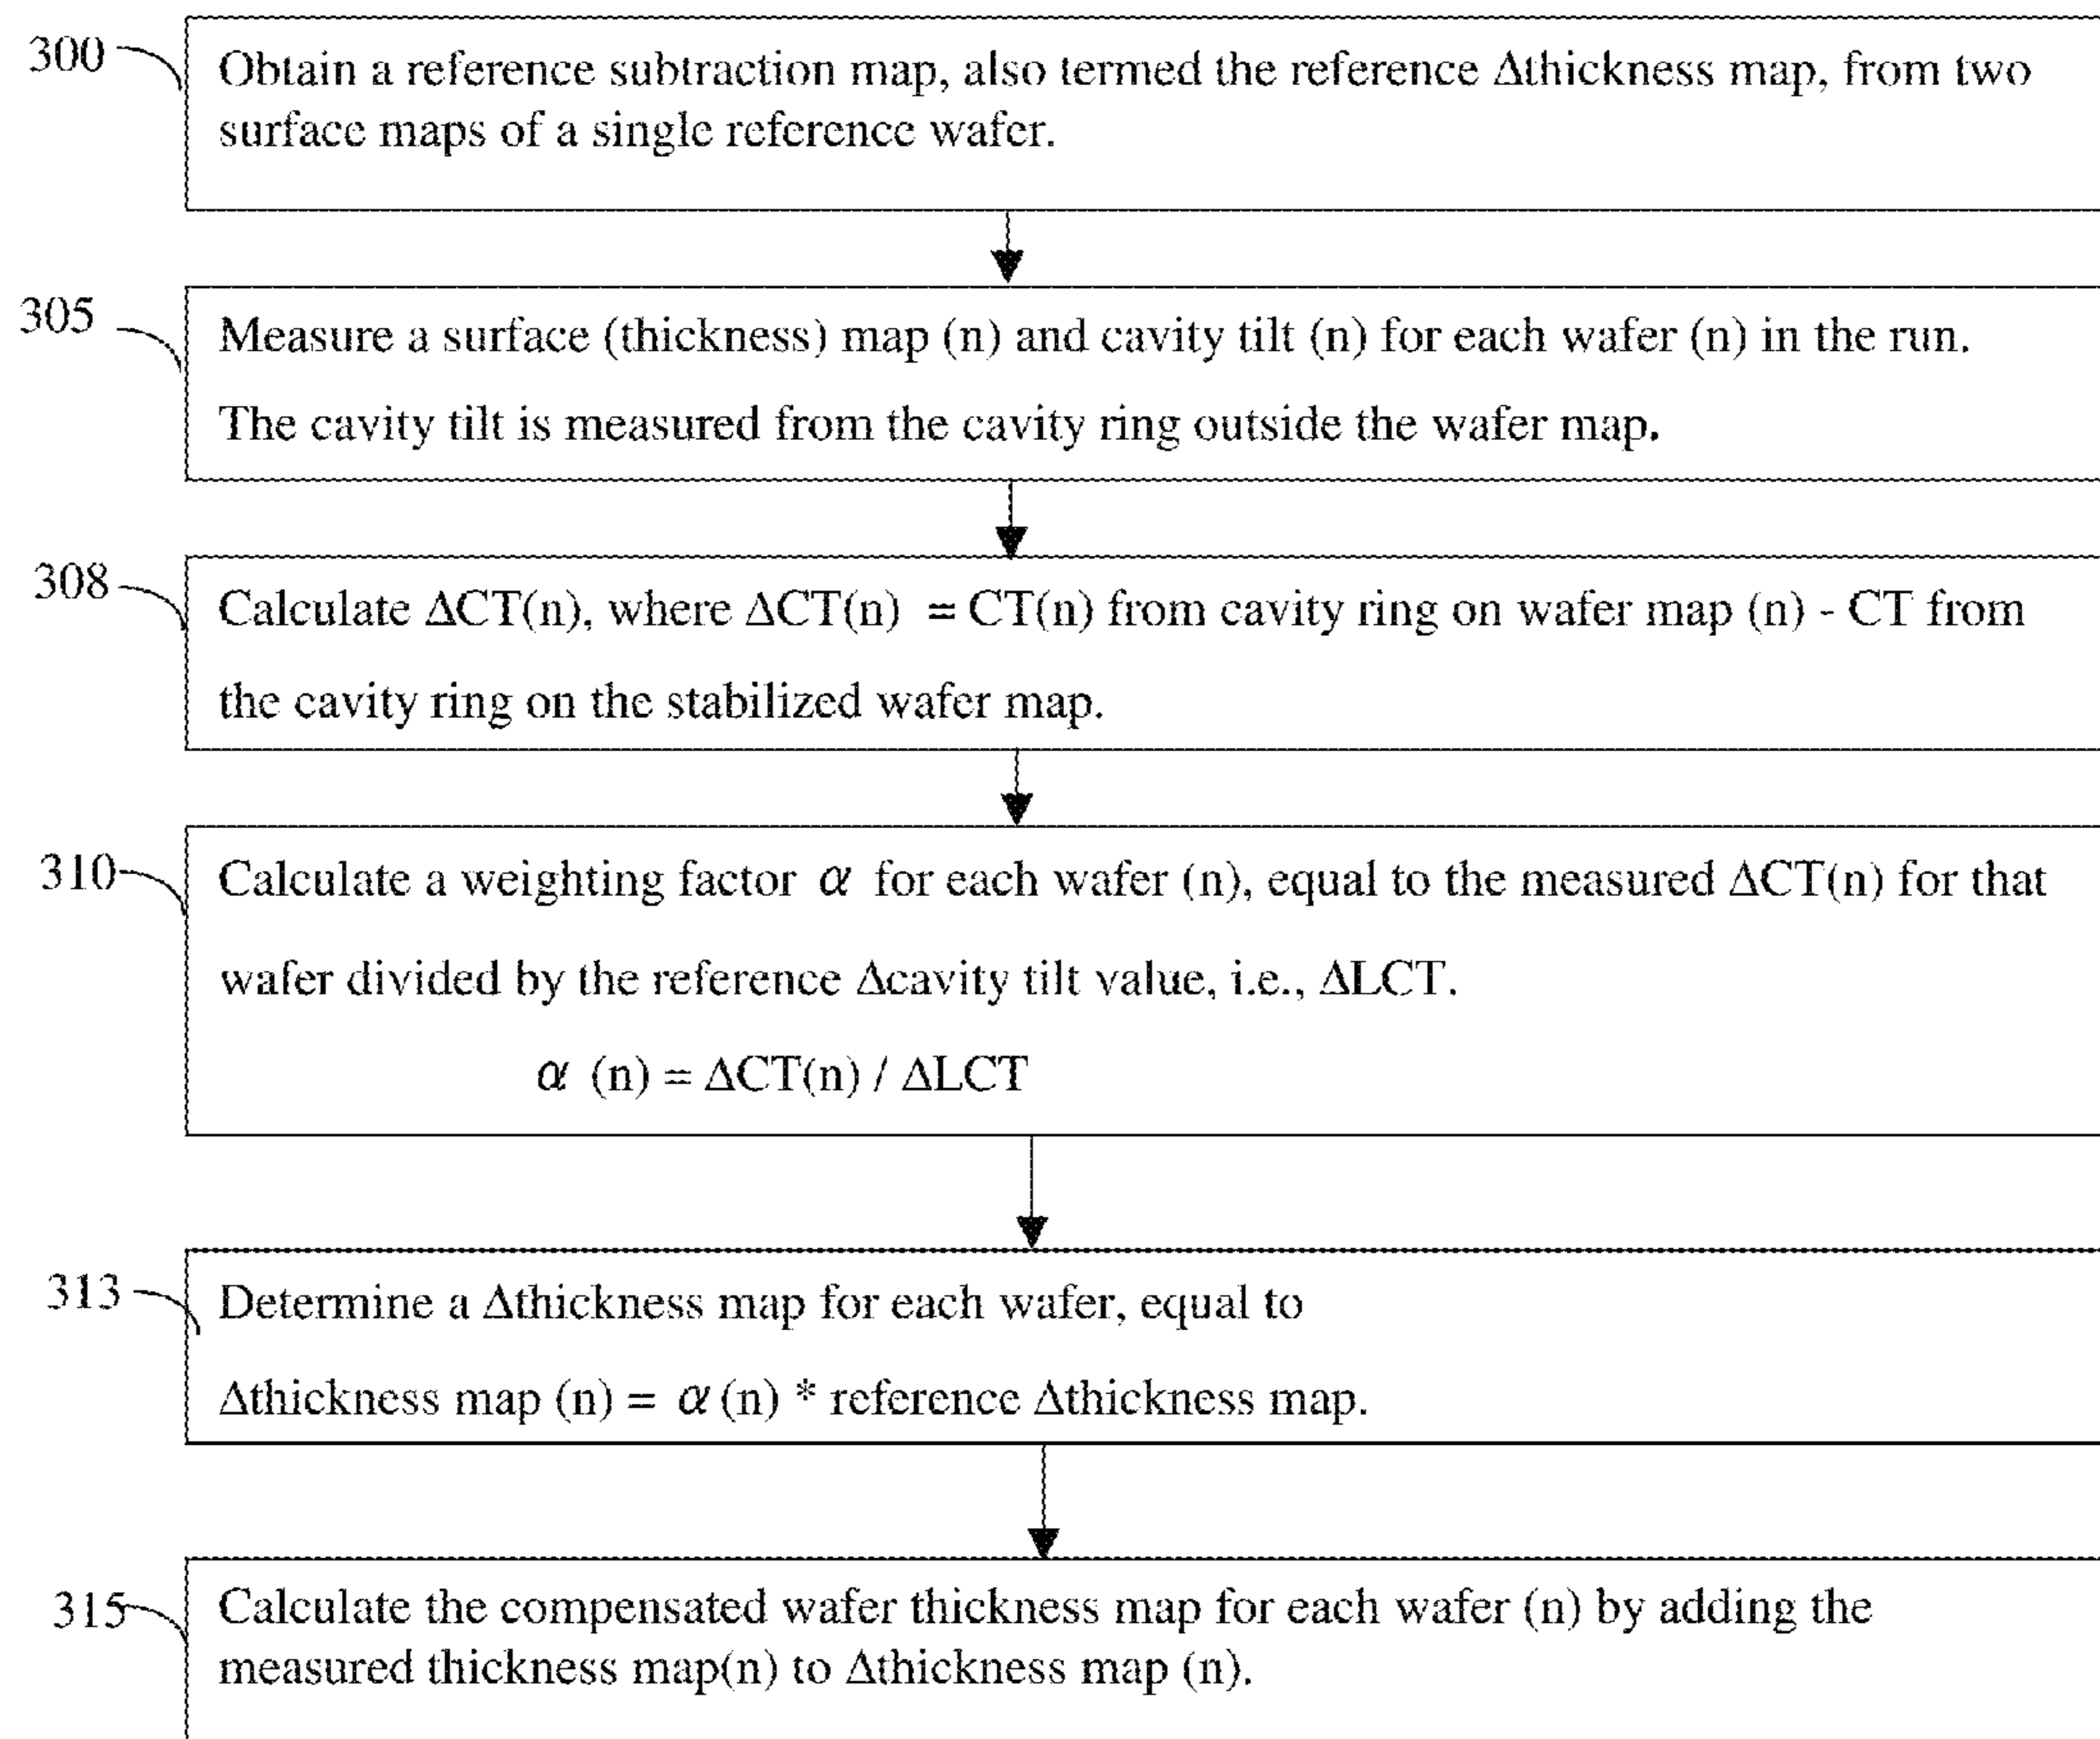 300
Obtain a reference subtraction map, also termed the reference Δthickness map, from two
surface maps of a single reference wafer.
305
Measure a surface (thickness) map (n) and cavity tilt (n) for each wafer (n) in the run.
The cavity tilt is measured from the cavity ring outside the wafer map.
308
Calculate ΔCT(n), where ΔCT(n) = CT(n) from cavity ring on wafer map (n) - CT from
the cavity ring on the stabilized wafer map.
310
Calculate a weighting factor α for each wafer (n), equal to the measured ΔCT(n) for that
wafer divided by the reference Δcavity tilt value, i.e., ΔLCT.
α (n) = ΔCT(n) / ΔLCT
313
Determine a Δthickness map for each wafer, equal to
Δthickness map (n) = α (n) * reference Δthickness map.
315
Calculate the compensated wafer thickness map for each wafer (n) by adding the
measured thickness map(n) to Δthickness map (n).